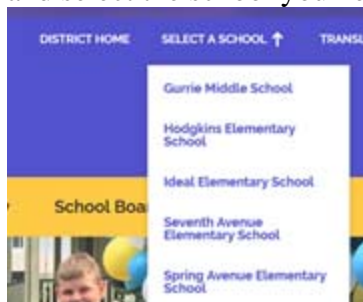 DISTRICT HOME SELECT A SCHOOL ↑ TRANSL
Gurrie Middle School
Hodgkins Elementary
School
Ideal Elementary School
School Boa
Seventh Avenue
Elementary School
Spring Avenue Elementary
School